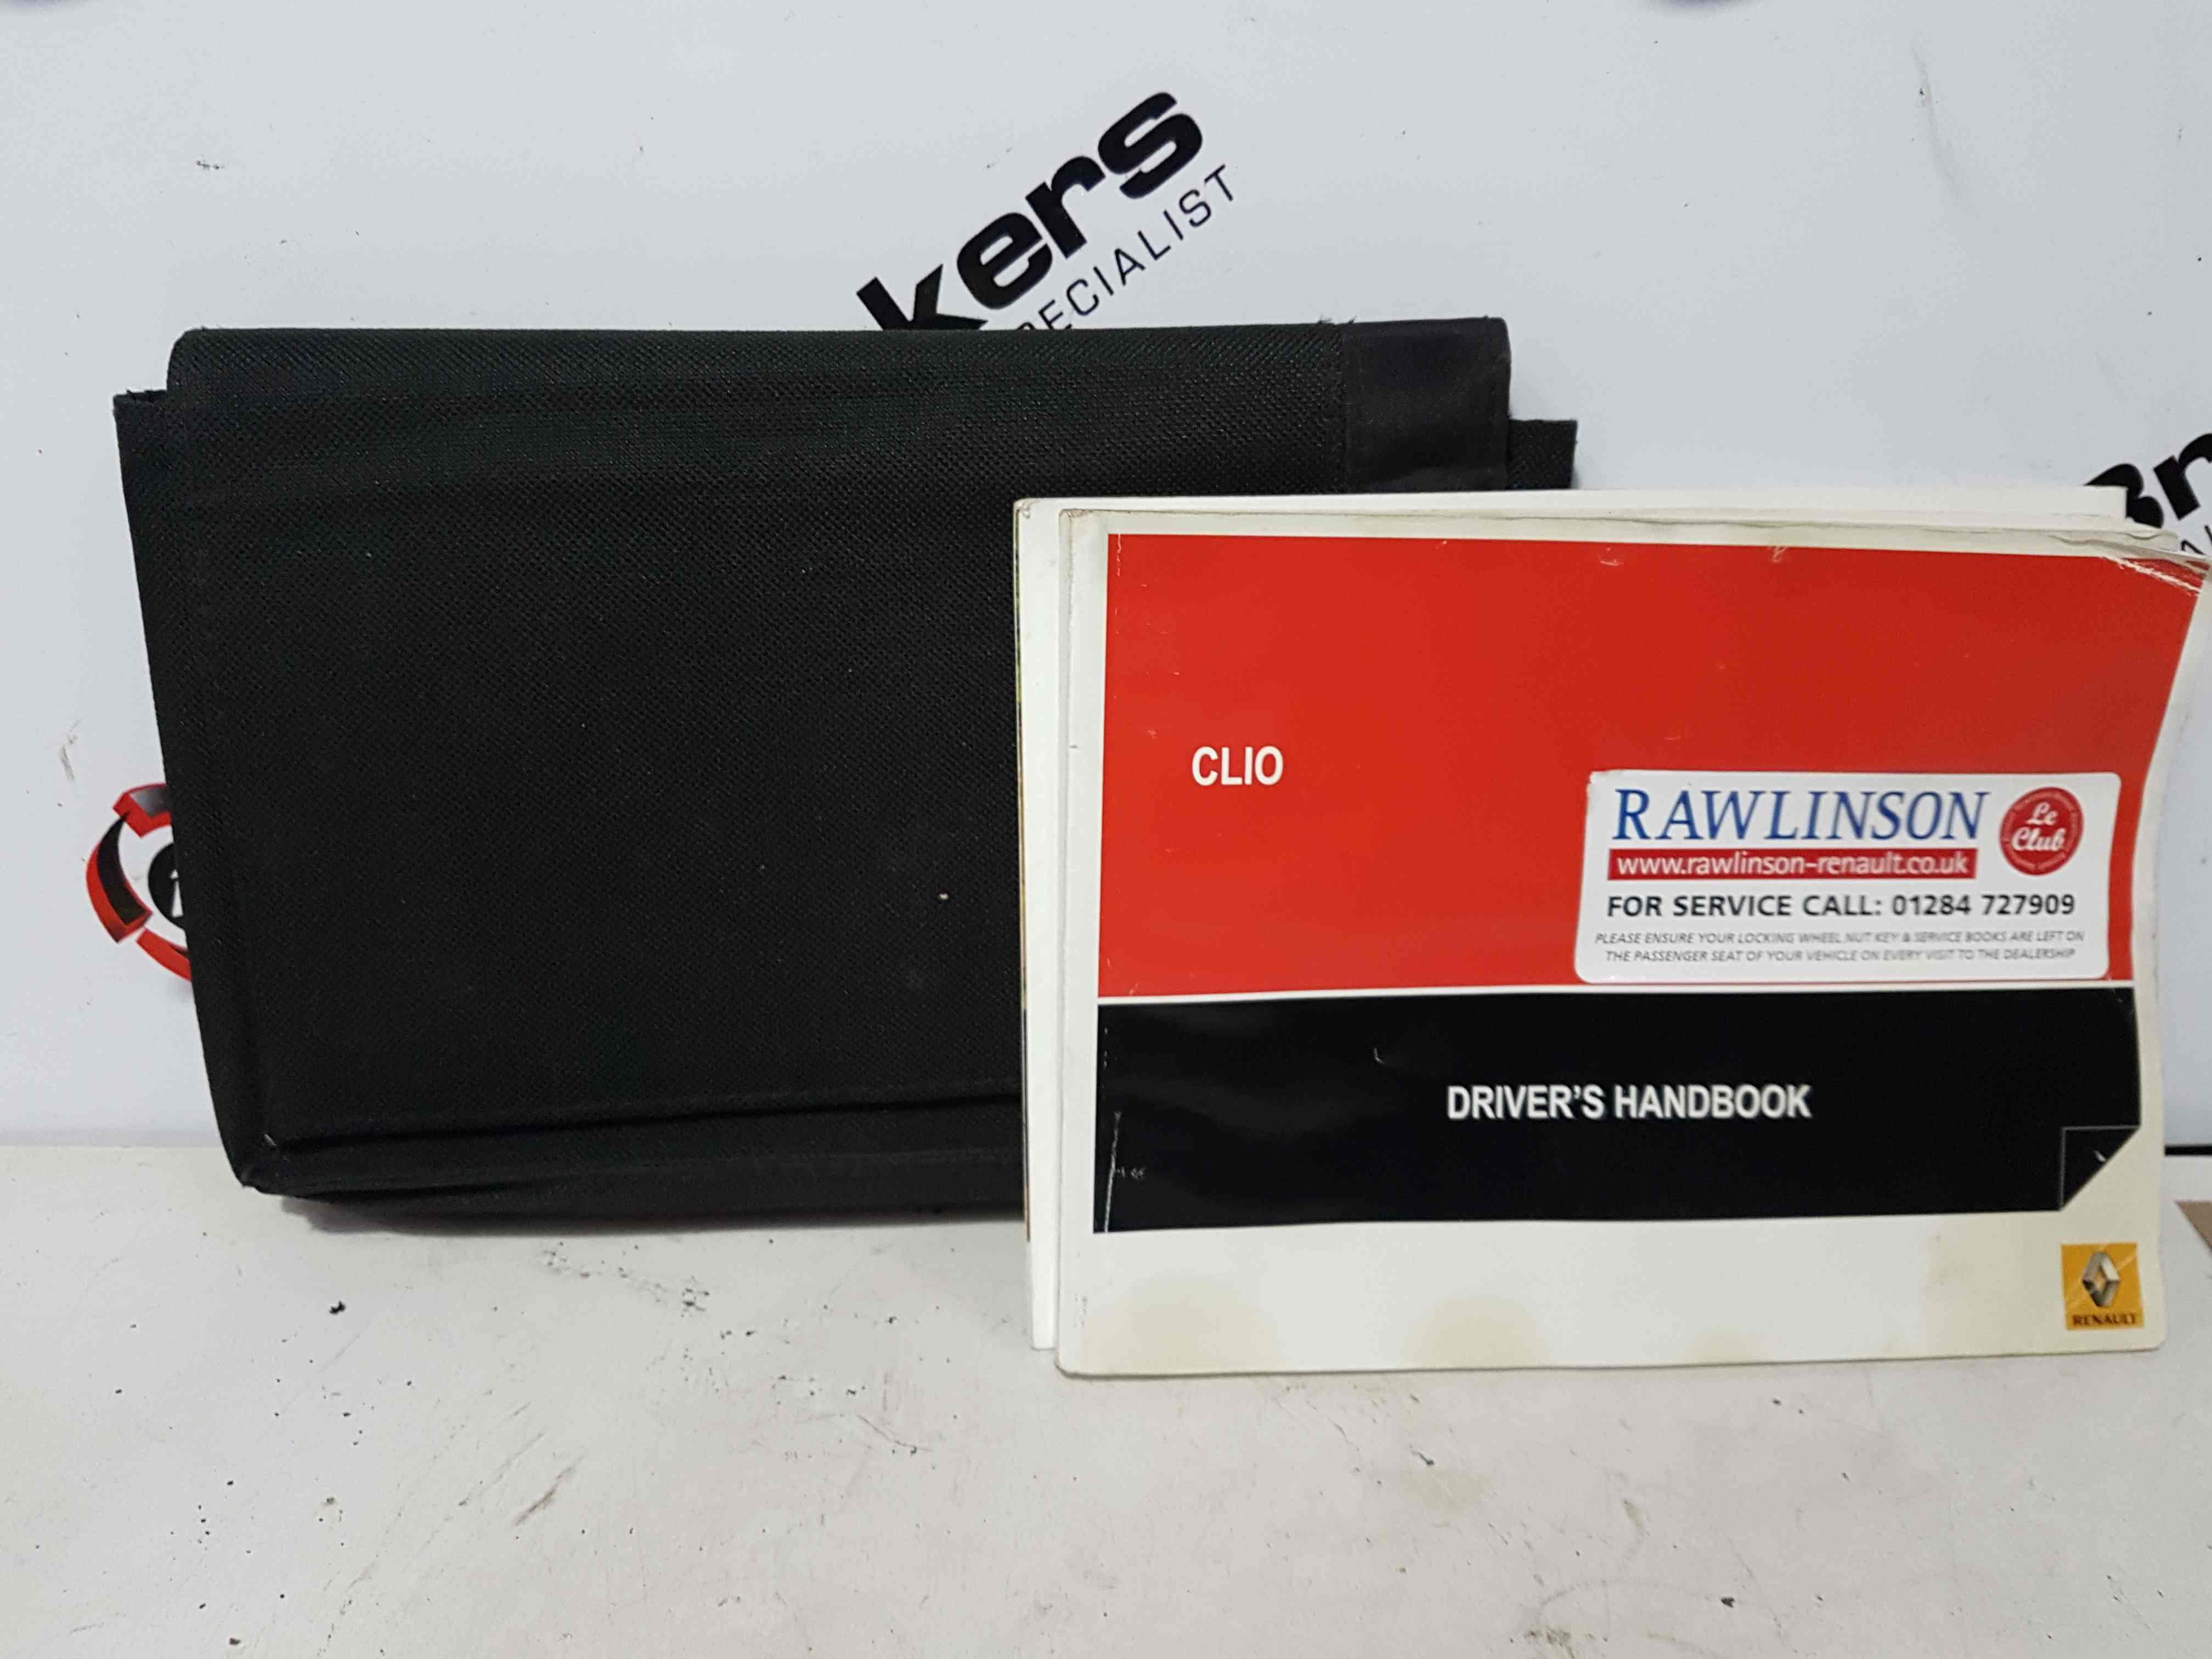 kers
ECIALIST
CLIO
RAWLINSON
Le
Club
www.rawlinson-renault.co.uk
FOR SERVICE CALL: 01284 727909
PLEASE ENSURE YOUR LOCKING WHEEL NUT KEY & SERVICE BOOKS ARE LEFT ON
THE PASSENGER SEAT OF YOUR VEHICLE ON EVERY VISIT TO THE DEALERSHIP
DRIVER'S HANDBOOK
RENAULT